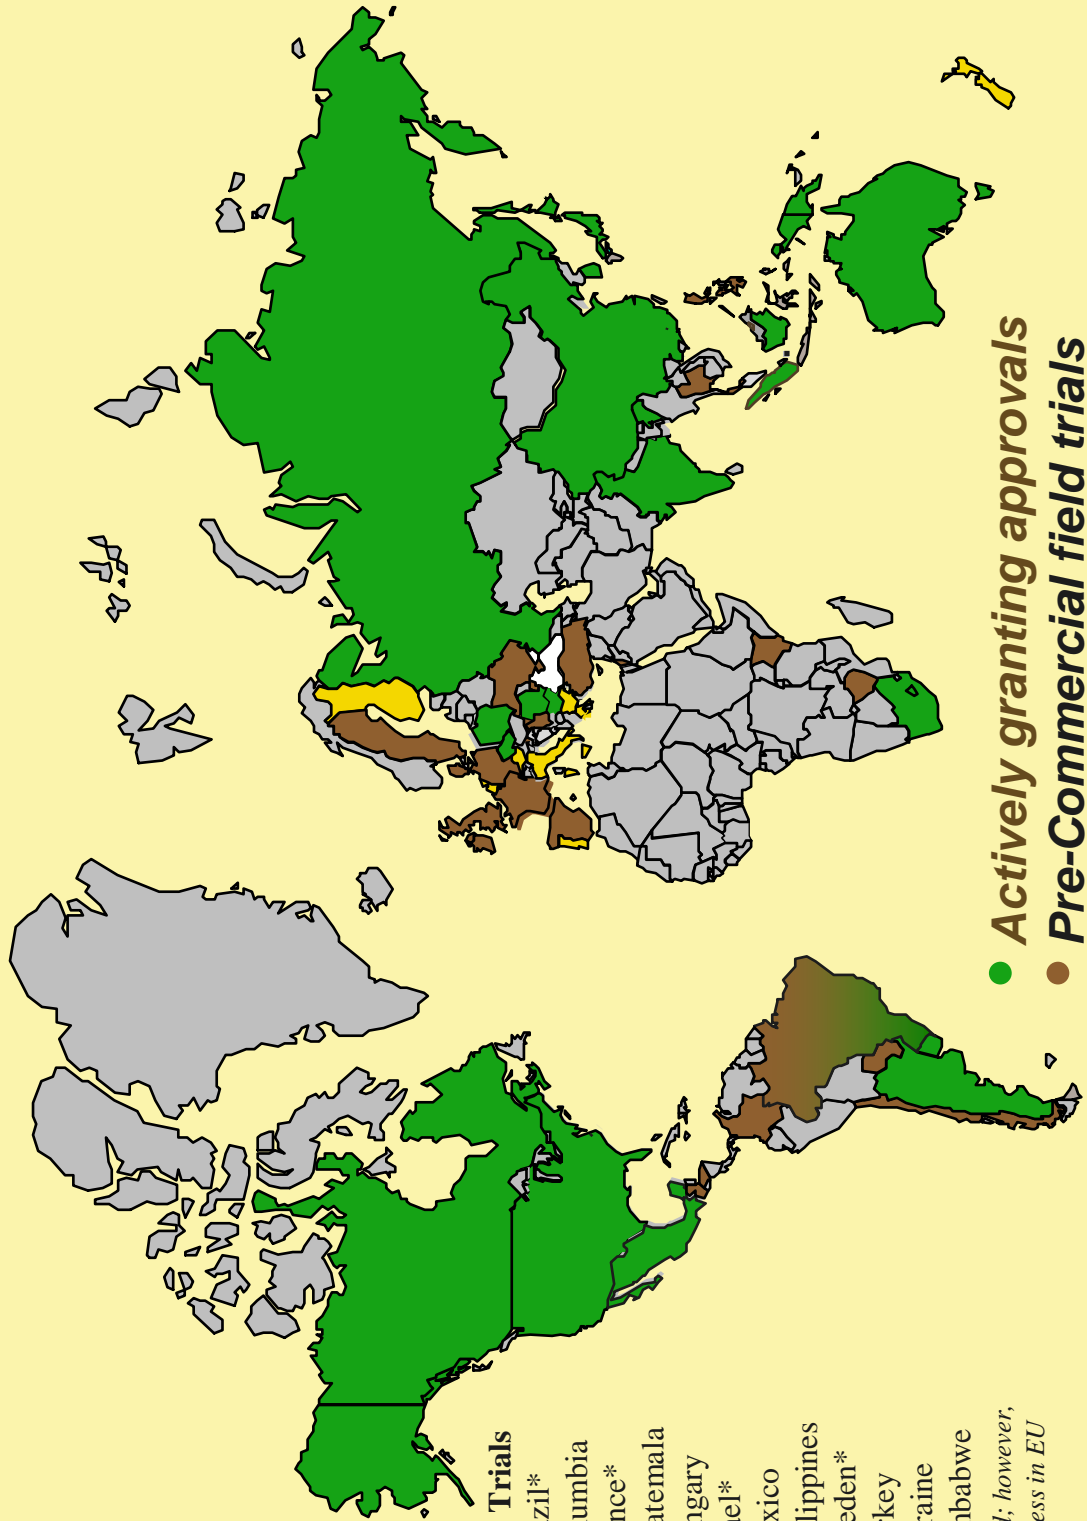 Trials
zil*
umbia
nce*
atemala
ngary
el*
xico
lippines
eden*
key
raine
babwe
; however,
ess in EU
Actively granting approvals
Pre-Commercial field trials